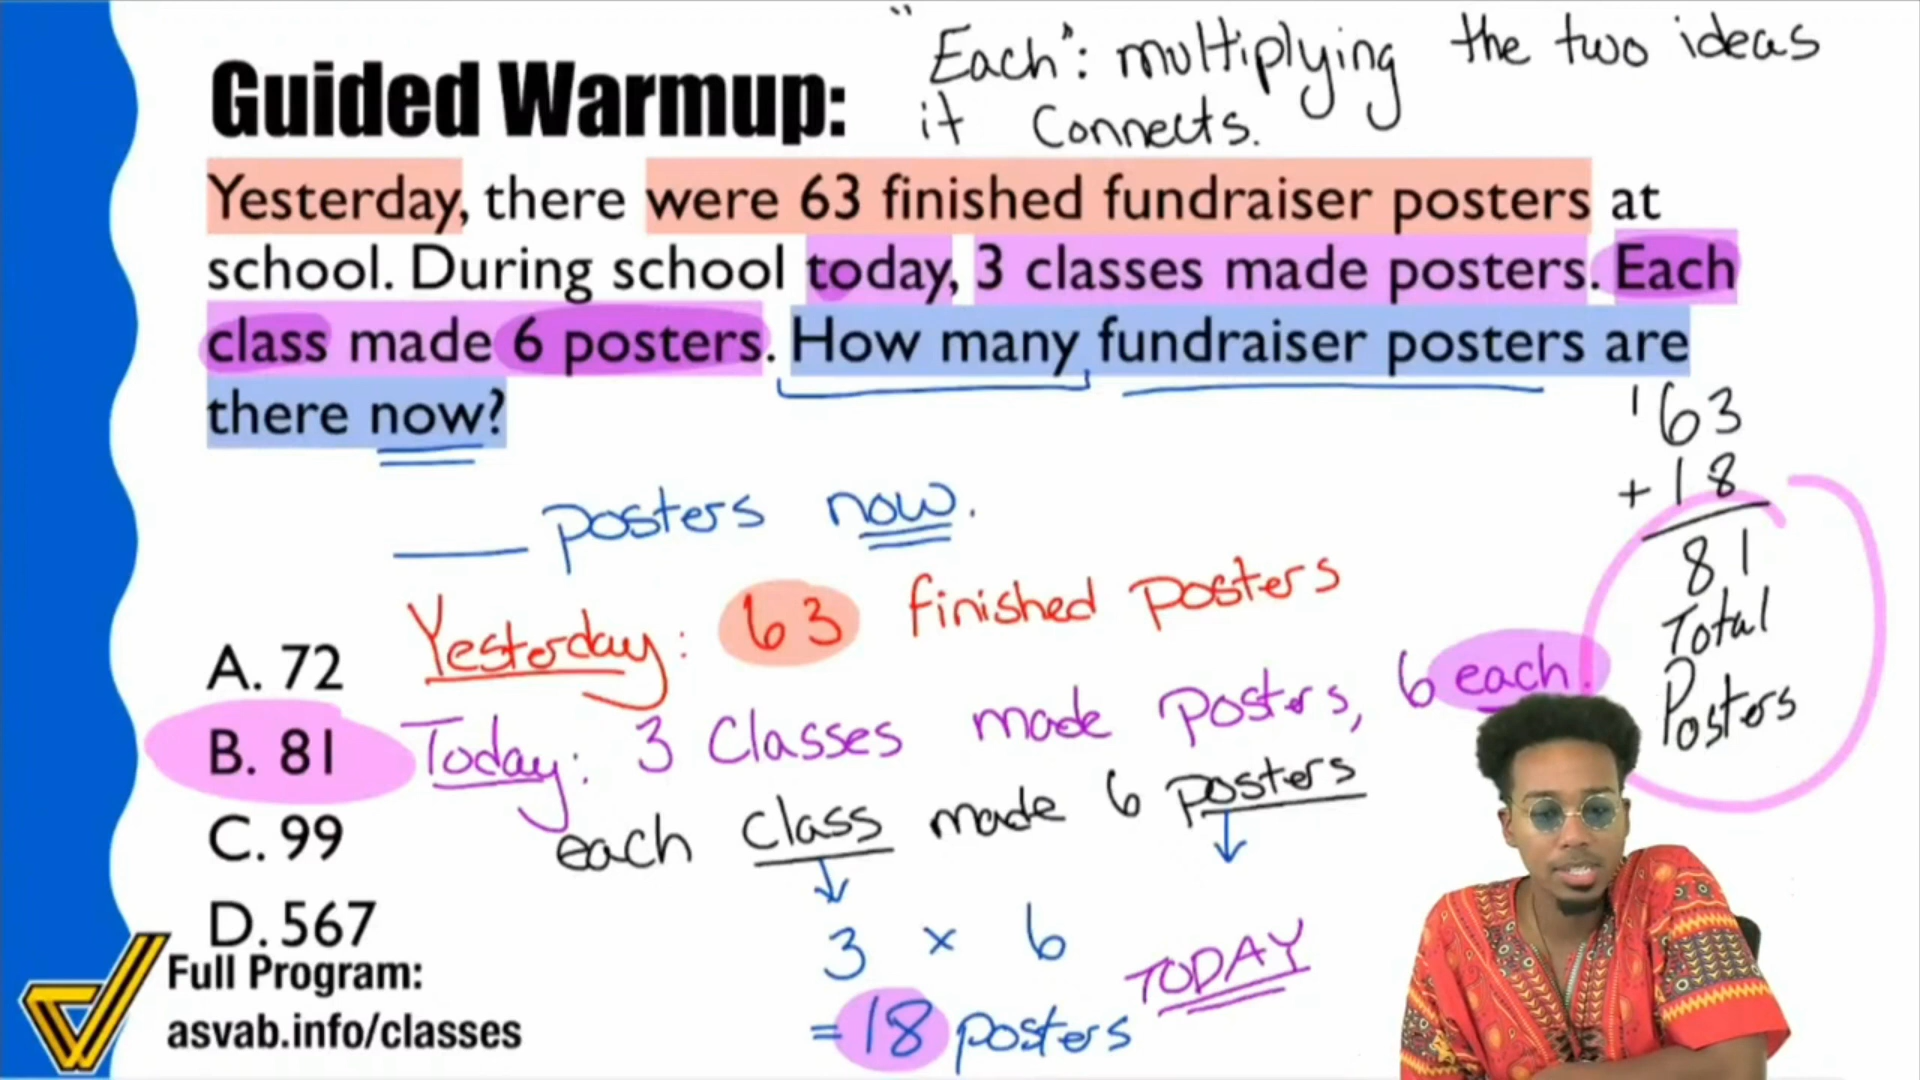 "Each": multiplying the two ideas
it connects.
Guided Warmup:
Yesterday, there were 63 finished fundraiser posters at
school. During school today, 3 classes made posters. Each
class made 6 posters. How many fundraiser posters are
there now?
1 63
+ 18
81
Total
Posters
____ posters now.
Yesterday: 63 finished posters
Today: 3 Classes made posters, 6 each.
each class made 6 posters
3 x 6
= 18 posters TODAY
A. 72
B. 81
C. 99
D. 567
Full Program:
asvab.info/classes